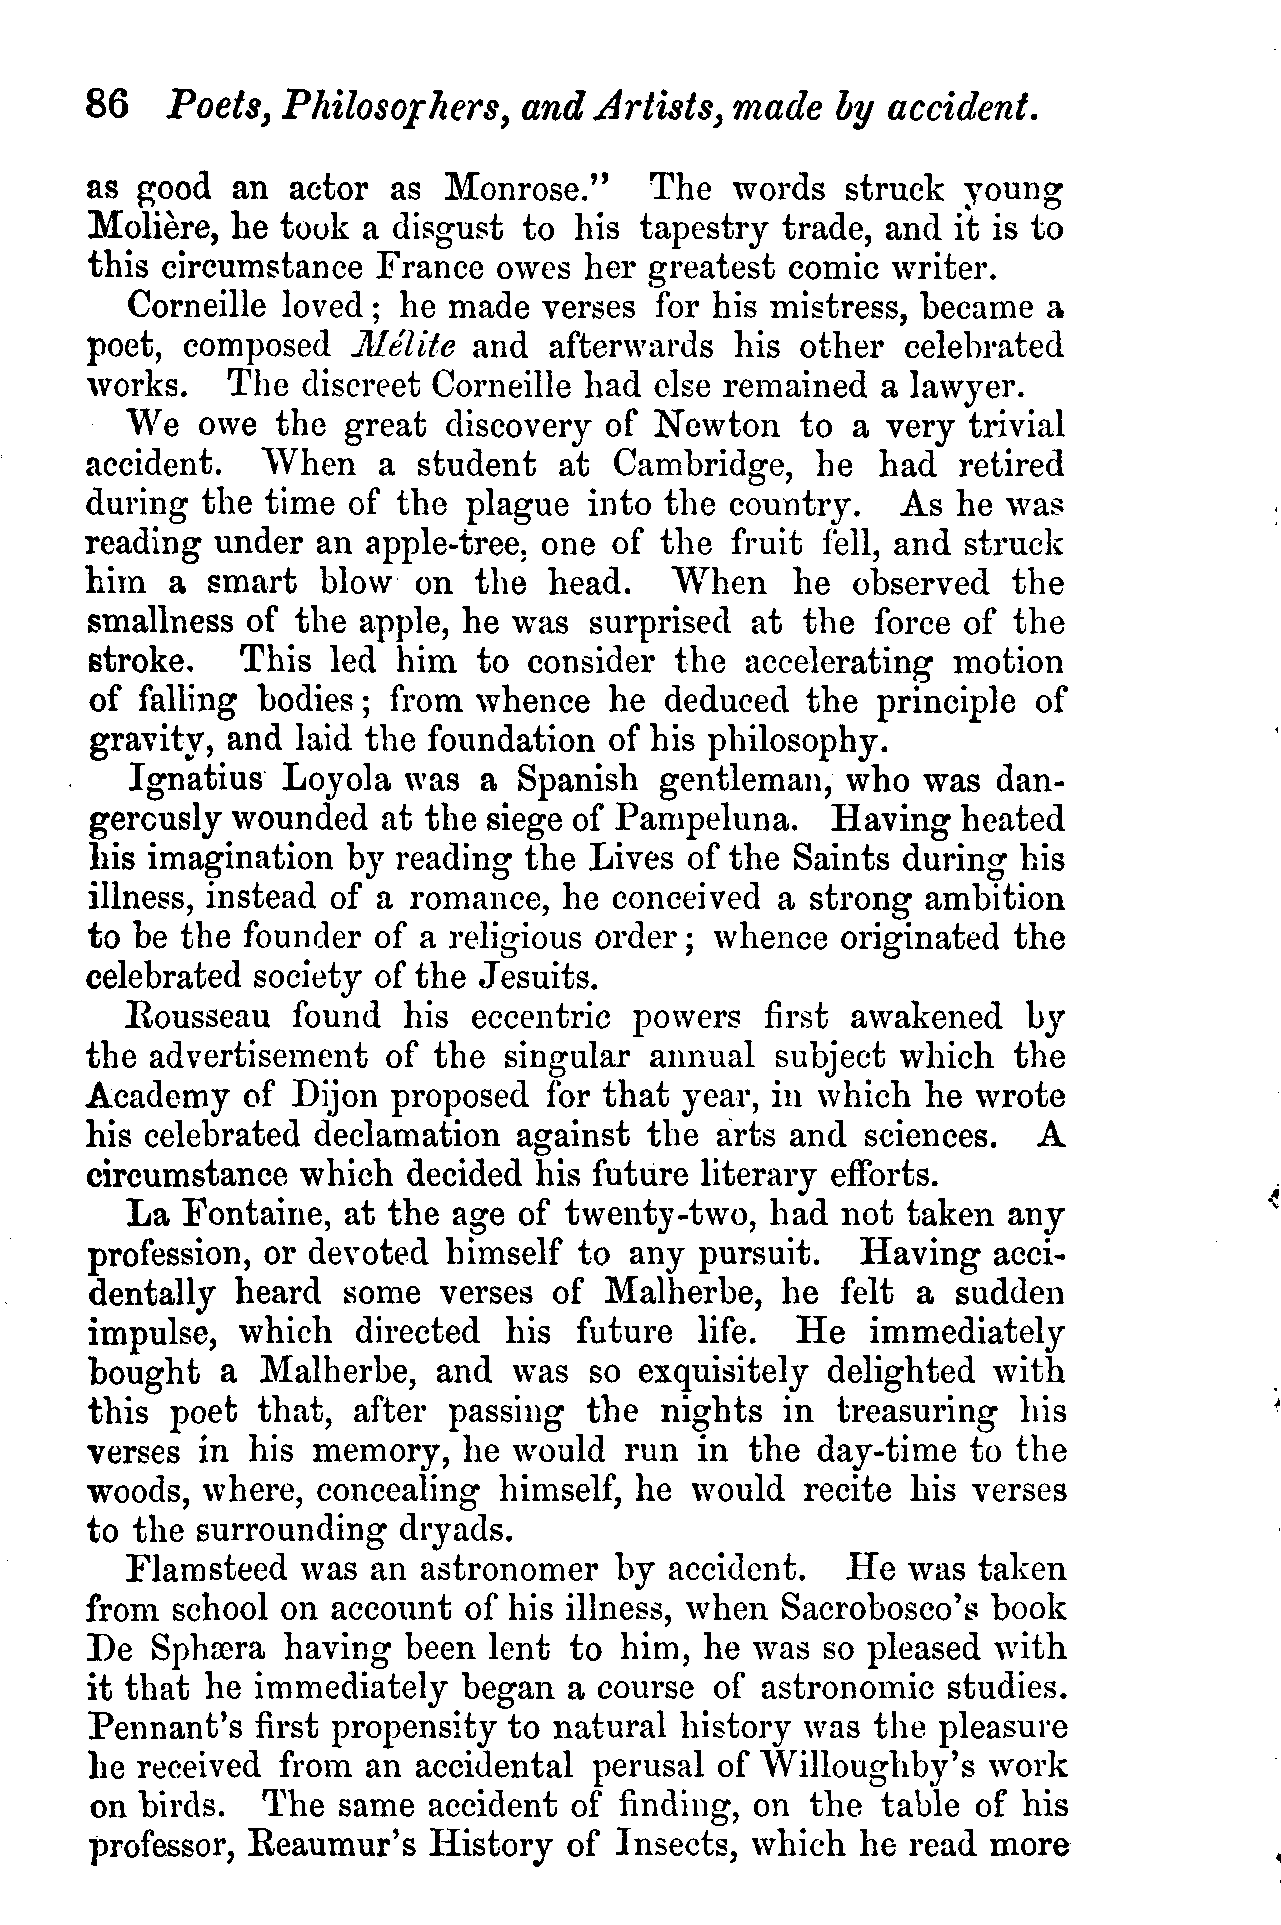 86 Poets, Philosophers, and Artists, made by accident.
as good an actor as Monrose.” The words struck young
Molière, he took a disgust to his tapestry trade, and it is to
this circumstance France owes her greatest comic writer.
Corneille loved; he made verses for his mistress, became a
poet, composed Mélite and afterwards his other celebrated
works. The discreet Corneille had else remained a lawyer.
We owe the great discovery of Newton to a very trivial
accident. When a student at Cambridge, he had retired
during the time of the plague into the country. As he was
reading under an apple-tree, one of the fruit fell, and struck
him a smart blow on the head. When he observed the
smallness of the apple, he was surprised at the force of the
stroke. This led him to consider the accelerating motion
of falling bodies; from whence he deduced the principle of
gravity, and laid the foundation of his philosophy.
Ignatius Loyola was a Spanish gentleman, who was dan-
gerously wounded at the siege of Pampeluna. Having heated
his imagination by reading the Lives of the Saints during his
illness, instead of a romance, he conceived a strong ambition
to be the founder of a religious order; whence originated the
celebrated society of the Jesuits.
Rousseau found his eccentric powers first awakened by
the advertisement of the singular annual subject which the
Academy of Dijon proposed for that year, in which he wrote
his celebrated declamation against the arts and sciences. A
circumstance which decided his future literary efforts.
La Fontaine, at the age of twenty-two, had not taken any
profession, or devoted himself to any pursuit. Having acci-
dentally heard some verses of Malherbe, he felt a sudden
impulse, which directed his future life. He immediately
bought a Malherbe, and was so exquisitely delighted with
this poet that, after passing the nights in treasuring his
verses in his memory, he would run in the day-time to the
woods, where, concealing himself, he would recite his verses
to the surrounding dryads.
Flamsteed was an astronomer by accident. He was taken
from school on account of his illness, when Sacrobosco’s book
De Sphæra having been lent to him, he was so pleased with
it that he immediately began a course of astronomic studies.
Pennant’s first propensity to natural history was the pleasure
he received from an accidental perusal of Willoughby’s work
on birds. The same accident of finding, on the table of his
professor, Reaumur’s History of Insects, which he read more